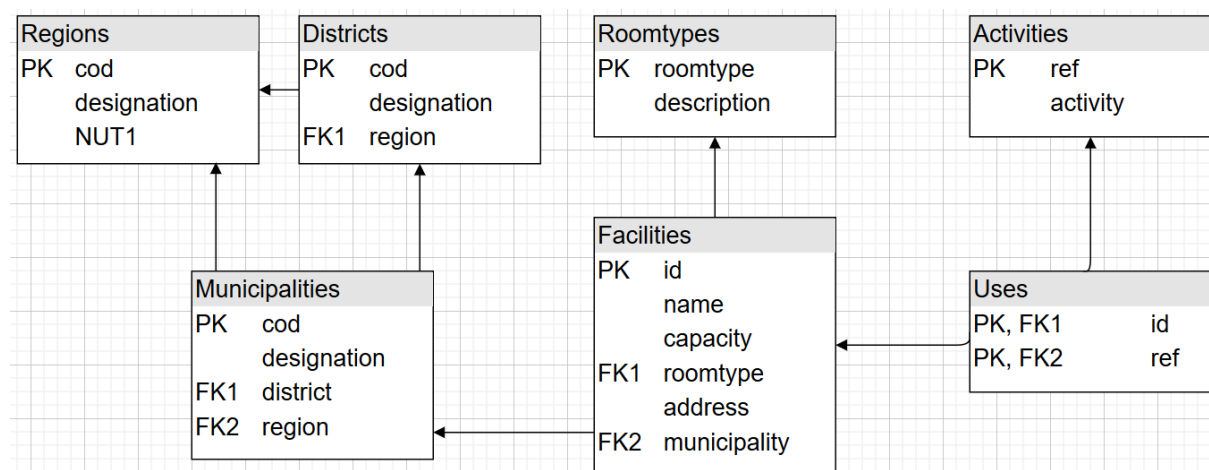 Regions
PK cod
designation
NUT1
Districts
PK cod
designation
FK1 region
Roomtypes
PK roomtype
description
Activities
PK ref
activity
Municipalities
PK cod
designation
FK1 district
FK2 region
Facilities
PK id
name
capacity
FK1 roomtype
address
FK2 municipality
Uses
PK, FK1 id
PK, FK2 ref